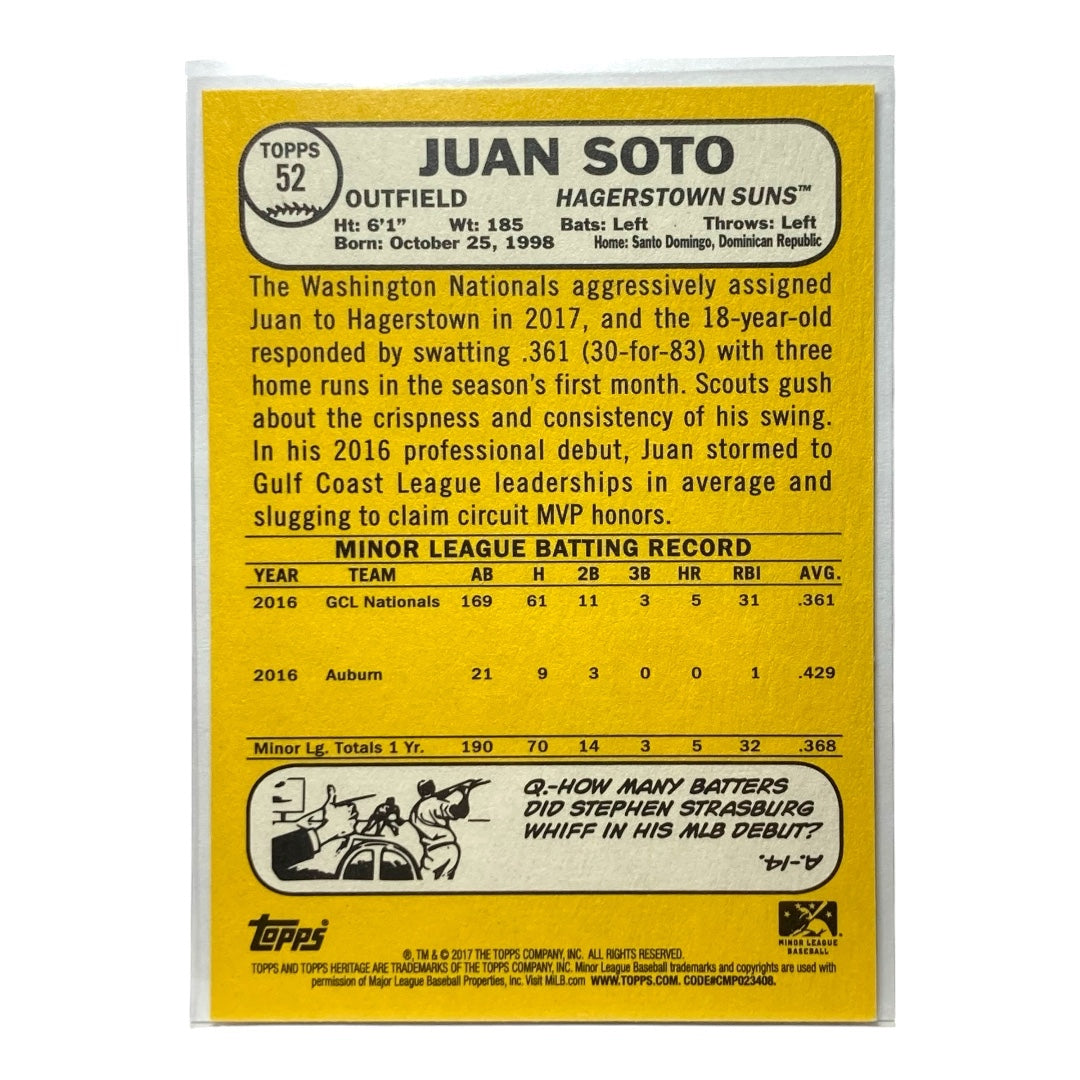 TOPPS
52
JUAN SOTO
OUTFIELD HAGERSTOWN SUNS™
Ht: 6'1" Wt: 185 Bats: Left Throws: Left
Born: October 25, 1998 Home: Santo Domingo, Dominican Republic
The Washington Nationals aggressively assigned
Juan to Hagerstown in 2017, and the 18-year-old
responded by swatting .361 (30-for-83) with three
home runs in the season's first month. Scouts gush
about the crispness and consistency of his swing.
In his 2016 professional debut, Juan stormed to
Gulf Coast League leaderships in average and
slugging to claim circuit MVP honors.
MINOR LEAGUE BATTING RECORD
YEAR TEAM AB H 2B 3B HR RBI AVG.
2016 GCL Nationals 169 61 11 3 5 31 .361
2016 Auburn 21 9 3 0 0 1 .429
Minor Lg. Totals 1 Yr. 190 70 14 3 5 32 .368
Q.-HOW MANY BATTERS
DID STEPHEN STRASBURG
WHIFF IN HIS MLB DEBUT?
A.-14.
topps®
MINOR LEAGUE
BASEBALL®
®, TM & © 2017 THE TOPPS COMPANY, INC. ALL RIGHTS RESERVED.
TOPPS AND TOPPS HERITAGE ARE TRADEMARKS OF THE TOPPS COMPANY, INC. Minor League Baseball trademarks and copyrights are used with
permission of Major League Baseball Properties, Inc. Visit MiLB.com WWW.TOPPS.COM. CODE#CMP023408.